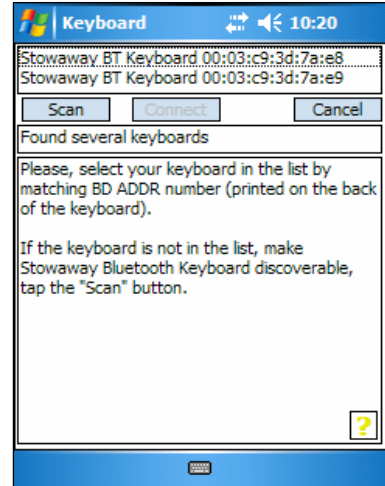 Keyboard 10:20
Stowaway BT Keyboard 00:03:c9:3d:7a:e8
Stowaway BT Keyboard 00:03:c9:3d:7a:e9
Scan Connect Cancel
Found several keyboards
Please, select your keyboard in the list by
matching BD ADDR number (printed on the back
of the keyboard).
If the keyboard is not in the list, make
Stowaway Bluetooth Keyboard discoverable,
tap the "Scan" button.
?